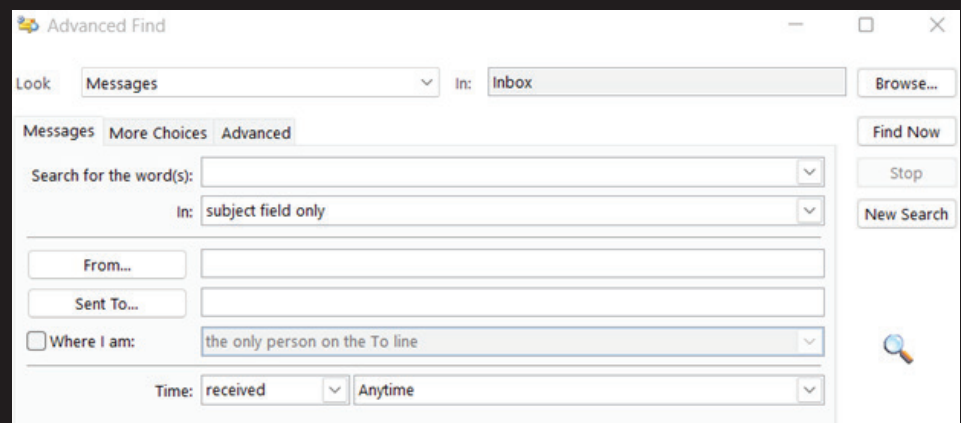 Advanced Find
Look Messages In: Inbox Browse...
Messages More Choices Advanced Find Now
Search for the word(s): Stop
In: subject field only New Search
From...
Sent To...
Where I am: the only person on the To line
Time: received Anytime